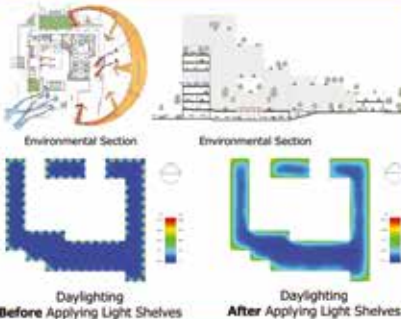 Environmental Section
Environmental Section
Daylighting
Before Applying Light Shelves
Daylighting
After Applying Light Shelves